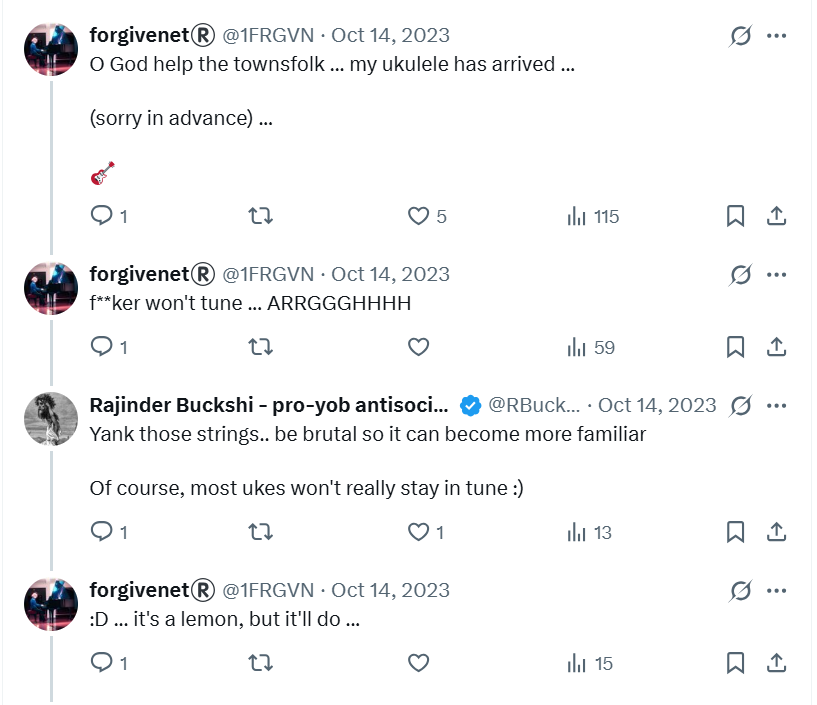 forgivenet® @1FRGVN · Oct 14, 2023
O God help the townsfolk ... my ukulele has arrived ...
(sorry in advance) ...
🎸
1 5 115
forgivenet® @1FRGVN · Oct 14, 2023
f**ker won't tune ... ARRGGGHHHH
1 59
Rajinder Buckshi - pro-yob antisoci... @RBuck... · Oct 14, 2023
Yank those strings.. be brutal so it can become more familiar
Of course, most ukes won't really stay in tune :)
1 1 13
forgivenet® @1FRGVN · Oct 14, 2023
:D ... it's a lemon, but it'll do ...
1 15